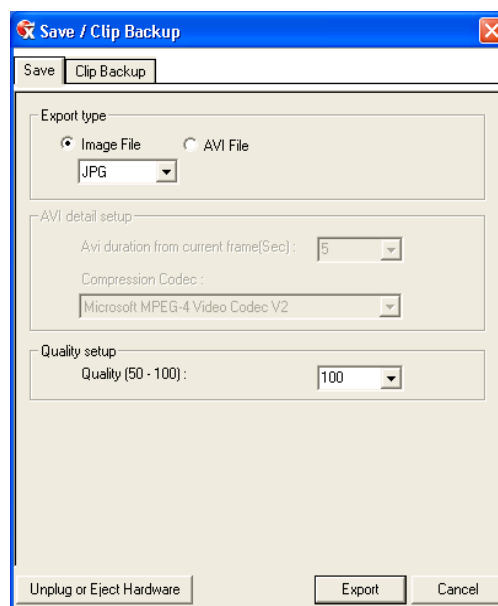 Save / Clip Backup
Save Clip Backup
Export type
Image File AVI File
JPG
AVI detail setup
Avi duration from current frame(Sec) : 5
Compression Codec :
Microsoft MPEG-4 Video Codec V2
Quality setup
Quality (50 - 100) : 100
Unplug or Eject Hardware Export Cancel